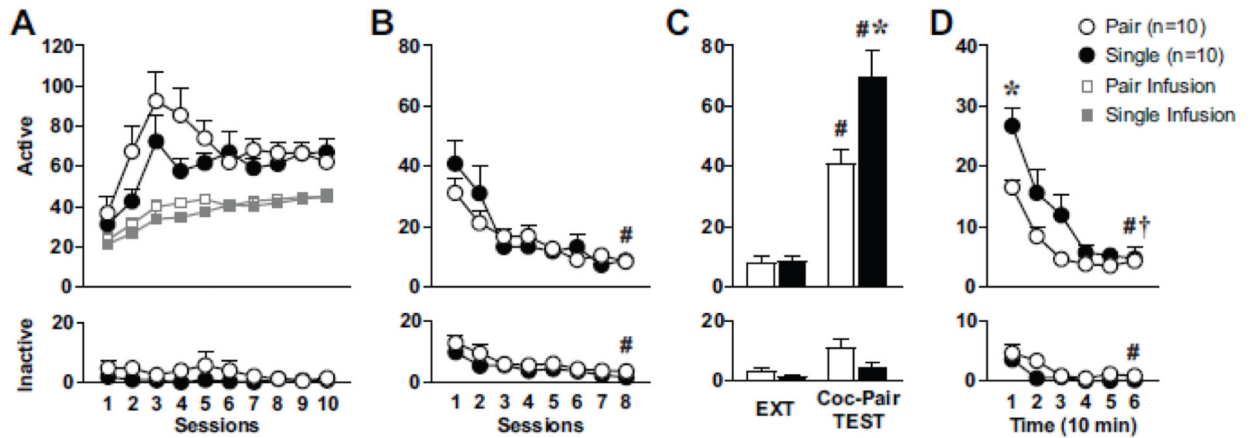 A
B
C
D
Pair (n=10)
Single (n=10)
Pair Infusion
Single Infusion
Active
120
100
80
60
40
20
0
80
60
40
20
0
#
80
60
40
20
0
#
#*
40
30
20
10
0
*
#†
Inactive
20
0
1 2 3 4 5 6 7 8 9 10
Sessions
20
10
0
#
1 2 3 4 5 6 7 8
Sessions
20
10
0
EXT
Coc-Pair
TEST
10
5
0
#
1 2 3 4 5 6
Time (10 min)